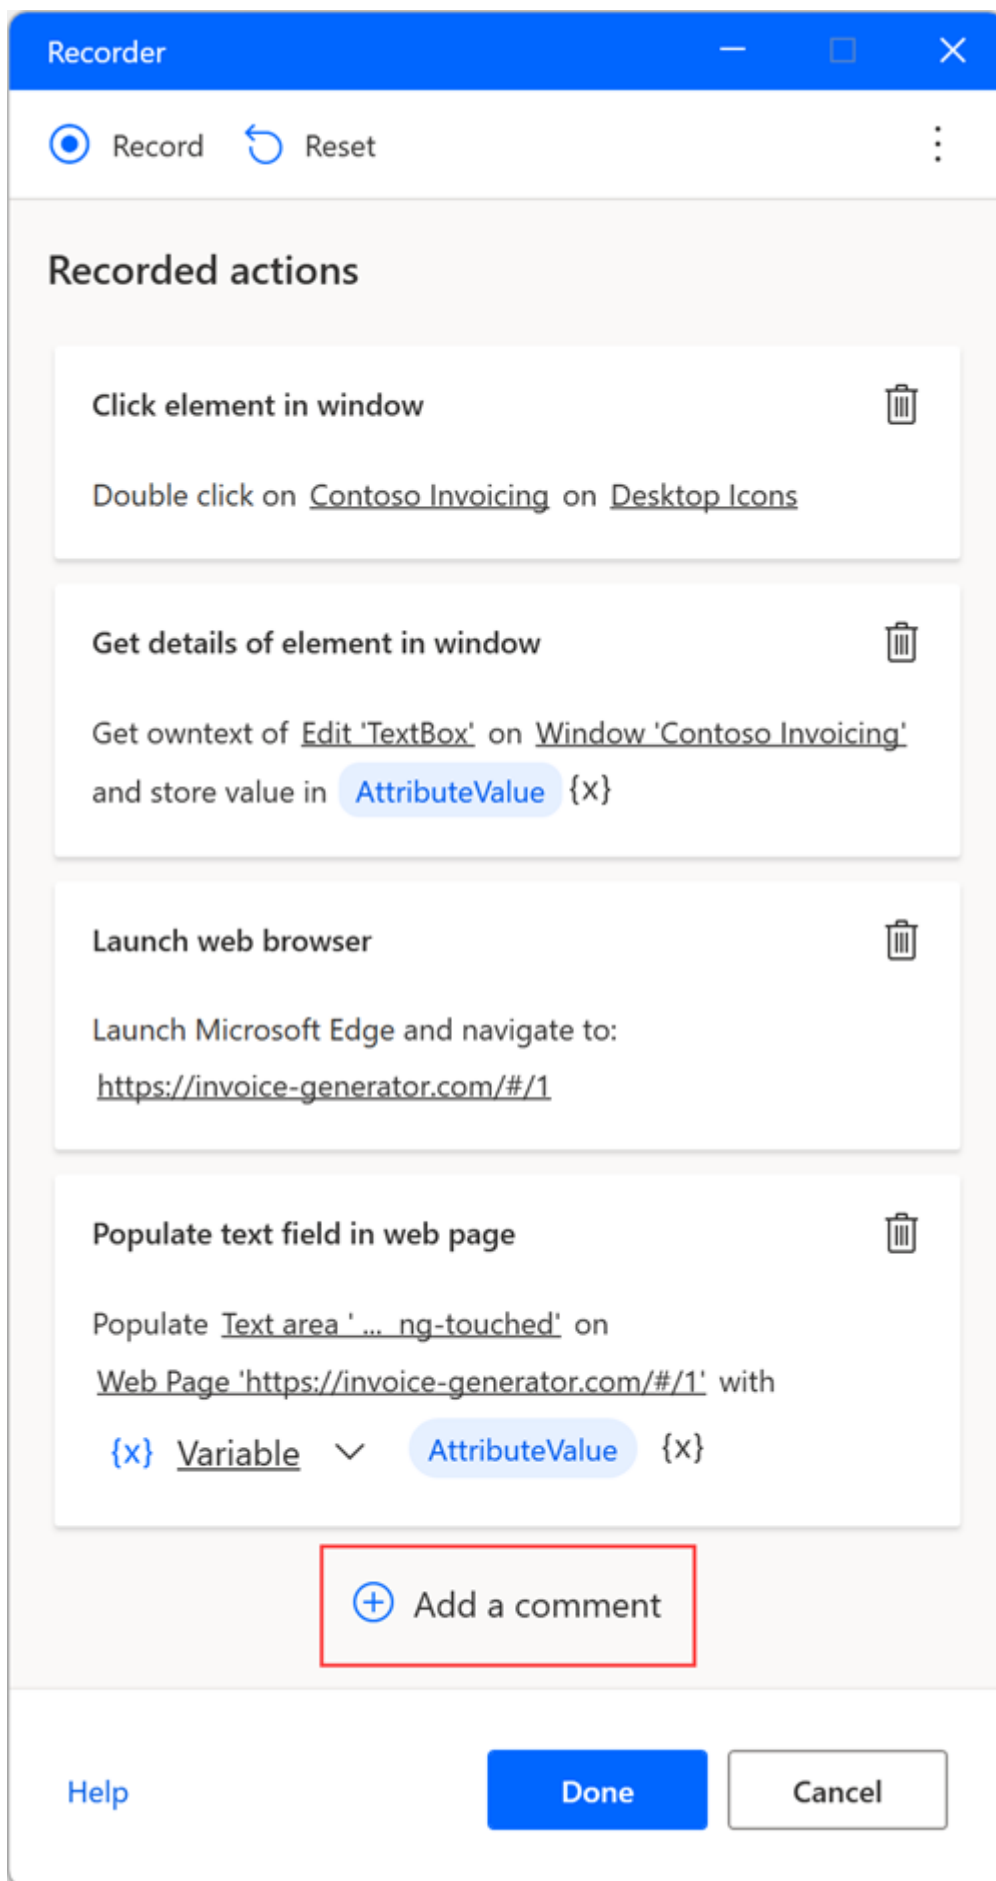 Recorder
Record Reset
Recorded actions
Click element in window
Double click on Contoso Invoicing on Desktop Icons
Get details of element in window
Get owntext of Edit 'TextBox' on Window 'Contoso Invoicing'
and store value in AttributeValue {x}
Launch web browser
Launch Microsoft Edge and navigate to:
https://invoice-generator.com/#/1
Populate text field in web page
Populate Text area ' ... ng-touched' on
Web Page 'https://invoice-generator.com/#/1' with
{x} Variable AttributeValue {x}
Add a comment
Help Done Cancel